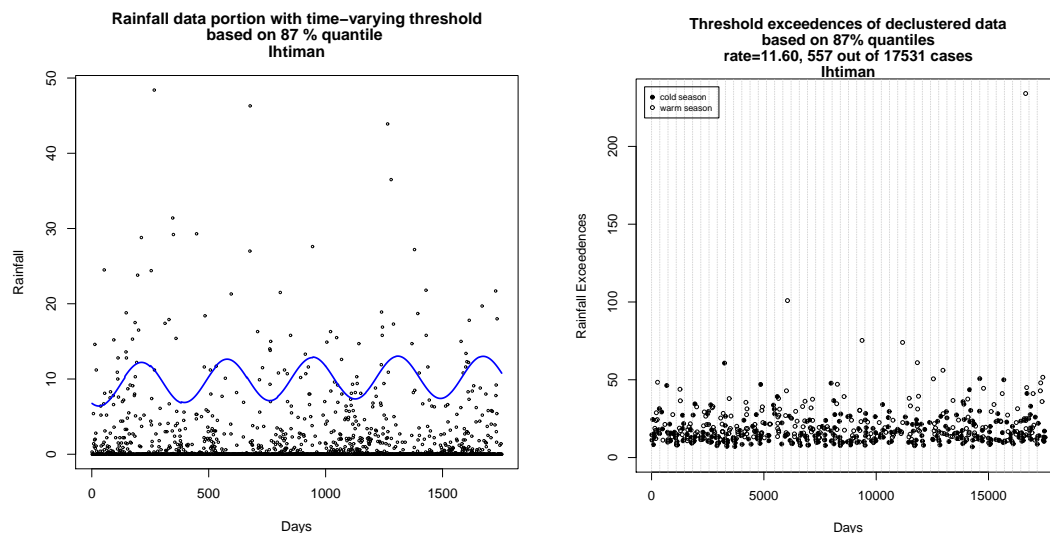 Rainfall data portion with time−varying threshold
based on 87 % quantile
Ihtiman
Rainfall
50
40
30
20
10
0
0
500
1000
1500
Days
Threshold exceedences of declustered data
based on 87% quantiles
rate=11.60, 557 out of 17531 cases
Ihtiman
cold season
warm season
Rainfall Exceedences
200
150
100
50
0
0
5000
10000
15000
Days